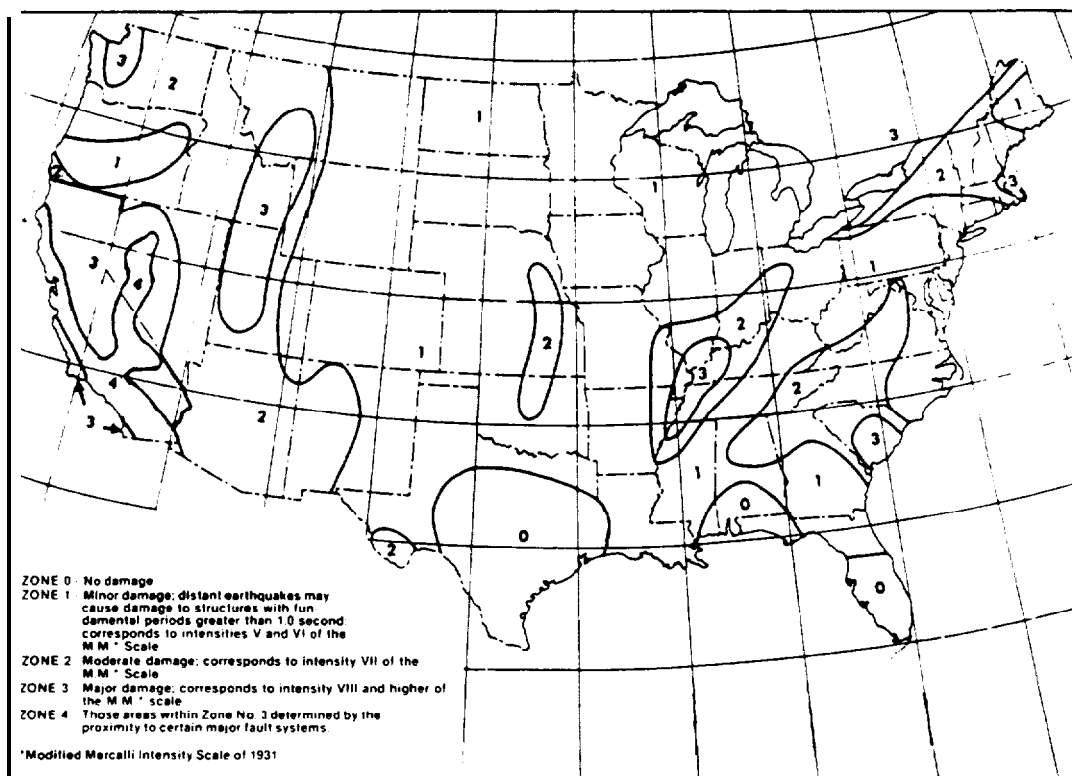 3
2
1
3
1
2
1
3
2
1
3
3
4
1
2
3
4
3
2
1
2
2
3
2
3
1
1
0
0
2
0
ZONE 0 No damage
ZONE 1 Minor damage; distant earthquakes may
cause damage to structures with fun-
damental periods greater than 1.0 second;
corresponds to intensities V and VI of the
M.M.* Scale
ZONE 2 Moderate damage; corresponds to intensity VII of the
M.M.* Scale
ZONE 3 Major damage; corresponds to intensity VIII and higher of
the M.M.* scale
ZONE 4 Those areas within Zone No. 3 determined by the
proximity to certain major fault systems.
*Modified Mercalli Intensity Scale of 1931